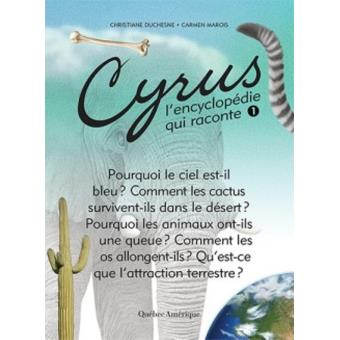 CHRISTIANE DUCHESNE • CARMEN MAROIS
Cyrus
l'encyclopédie
qui raconte 1
Pourquoi le ciel est-il
bleu ? Comment les cactus
survivent-ils dans le désert ?
Pourquoi les animaux ont-ils
une queue ? Comment les
os allongent-ils ? Qu'est-ce
que l'attraction terrestre ?
Québec Amérique